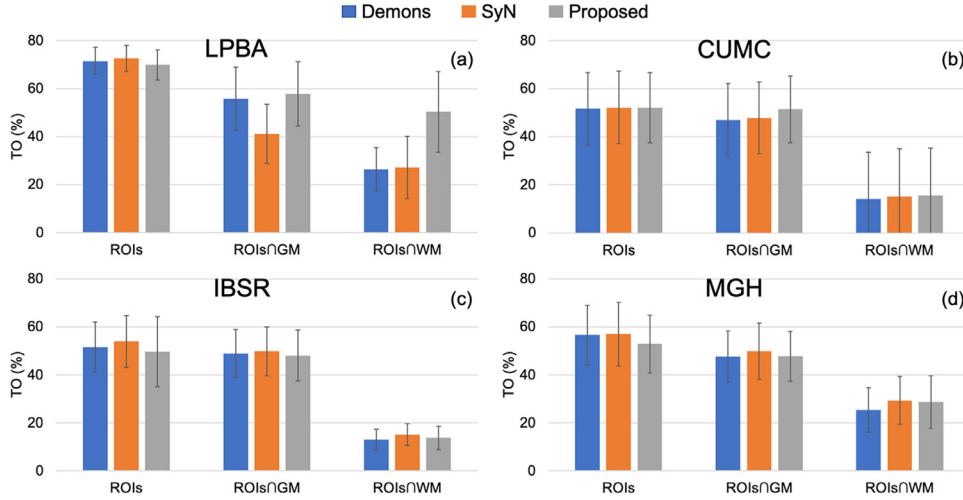 Demons SyN Proposed
LPBA (a)
TO (%)
80
60
40
20
0
ROIs ROIs∩GM ROIs∩WM
CUMC (b)
TO (%)
80
60
40
20
0
ROIs ROIs∩GM ROIs∩WM
IBSR (c)
TO (%)
80
60
40
20
0
ROIs ROIs∩GM ROIs∩WM
MGH (d)
TO (%)
80
60
40
20
0
ROIs ROIs∩GM ROIs∩WM